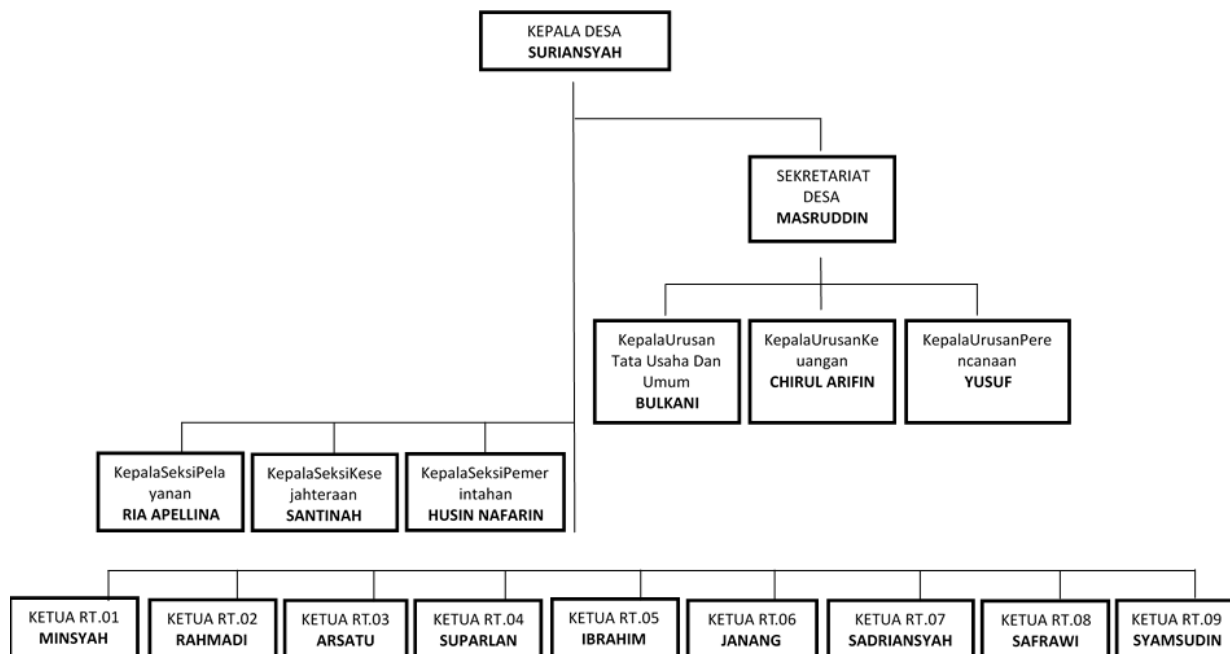 KEPALA DESA
SURIANSYAH
SEKRETARIAT
DESA
MASRUDDIN
KepalaUrusan
Tata Usaha Dan
Umum
BULKANI
KepalaUrusanKe
uangan
CHIRUL ARIFIN
KepalaUrusanPere
ncanaan
YUSUF
KepalaSeksiPela
yanan
RIA APELLINA
KepalaSeksiKese
jahteraan
SANTINAH
KepalaSeksiPemer
intahan
HUSIN NAFARIN
KETUA RT.01
MINSYAH
KETUA RT.02
RAHMADI
KETUA RT.03
ARSATU
KETUA RT.04
SUPARLAN
KETUA RT.05
IBRAHIM
KETUA RT.06
JANANG
KETUA RT.07
SADRIANSYAH
KETUA RT.08
SAFRAWI
KETUA RT.09
SYAMSUDIN